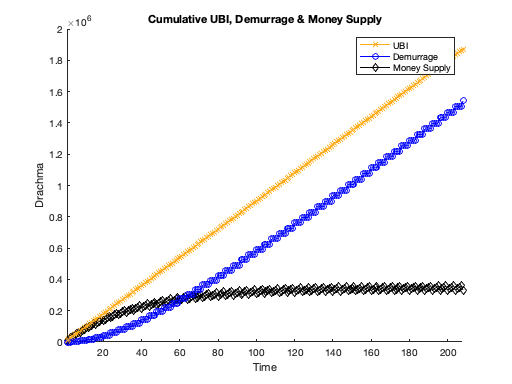 Cumulative UBI, Demurrage & Money Supply
×10⁶
2
1.8
1.6
1.4
1.2
1
0.8
0.6
0.4
0.2
0
Drachma
UBI
Demurrage
Money Supply
20 40 60 80 100 120 140 160 180 200
Time